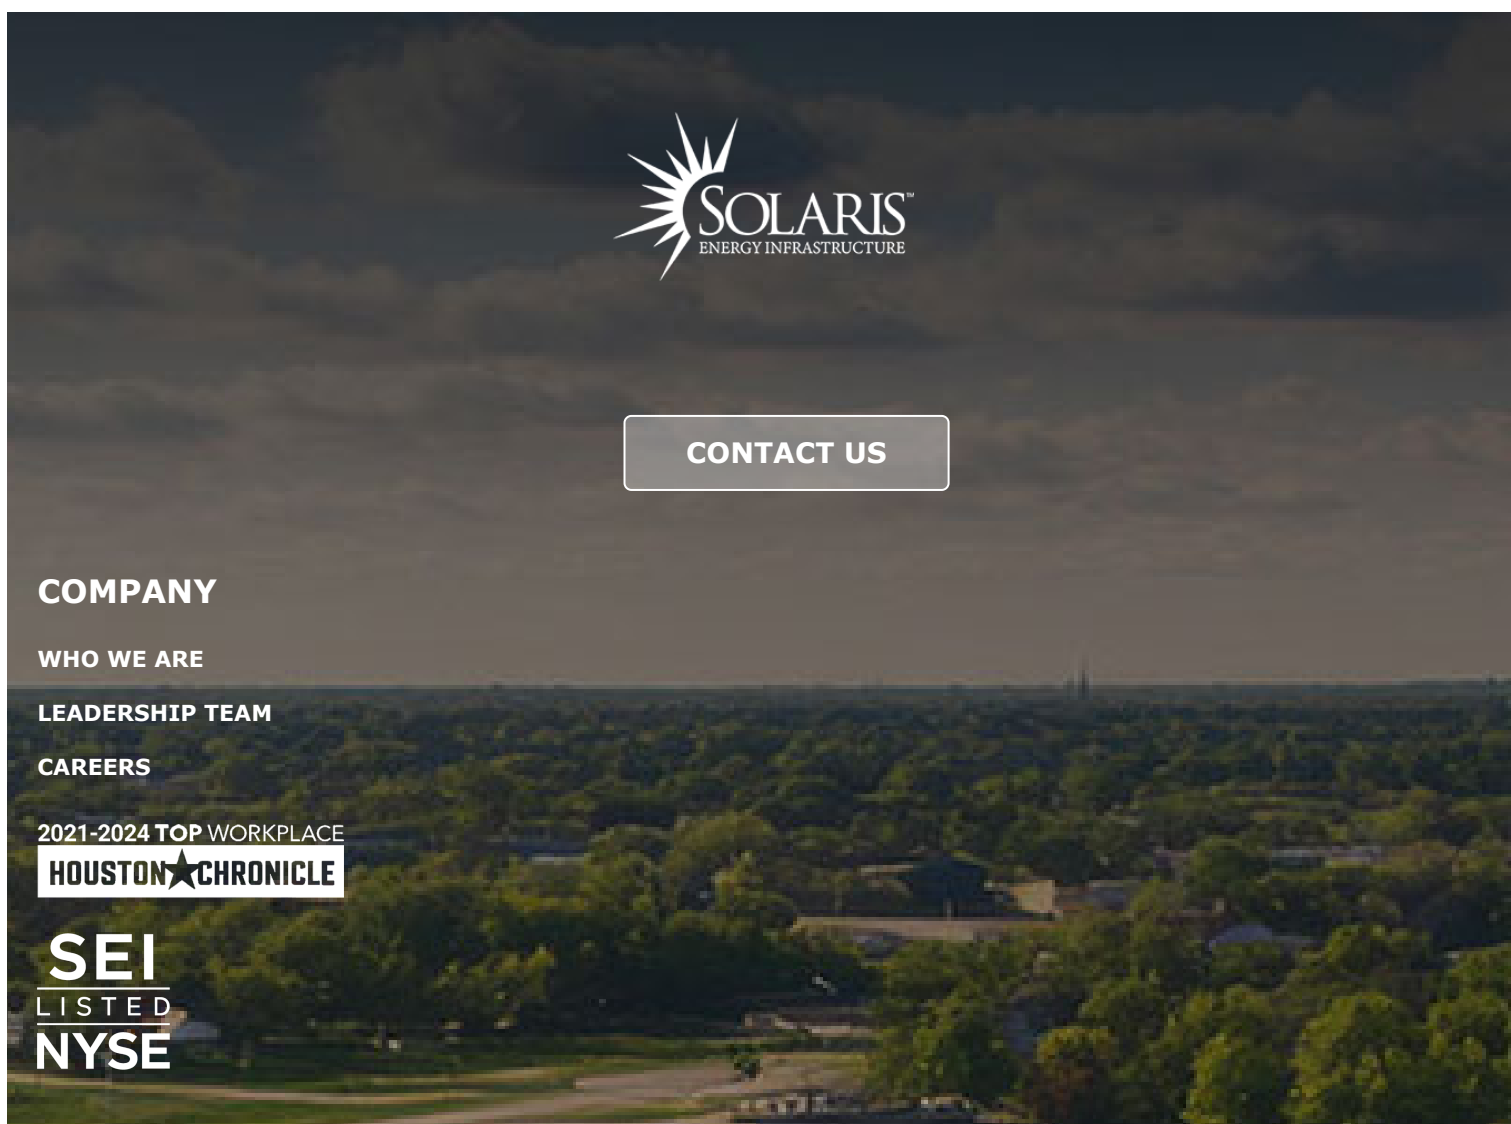 SOLARIS™
ENERGY INFRASTRUCTURE
CONTACT US
COMPANY
WHO WE ARE
LEADERSHIP TEAM
CAREERS
2021-2024 TOP WORKPLACE
HOUSTON★CHRONICLE
SEI
LISTED
NYSE